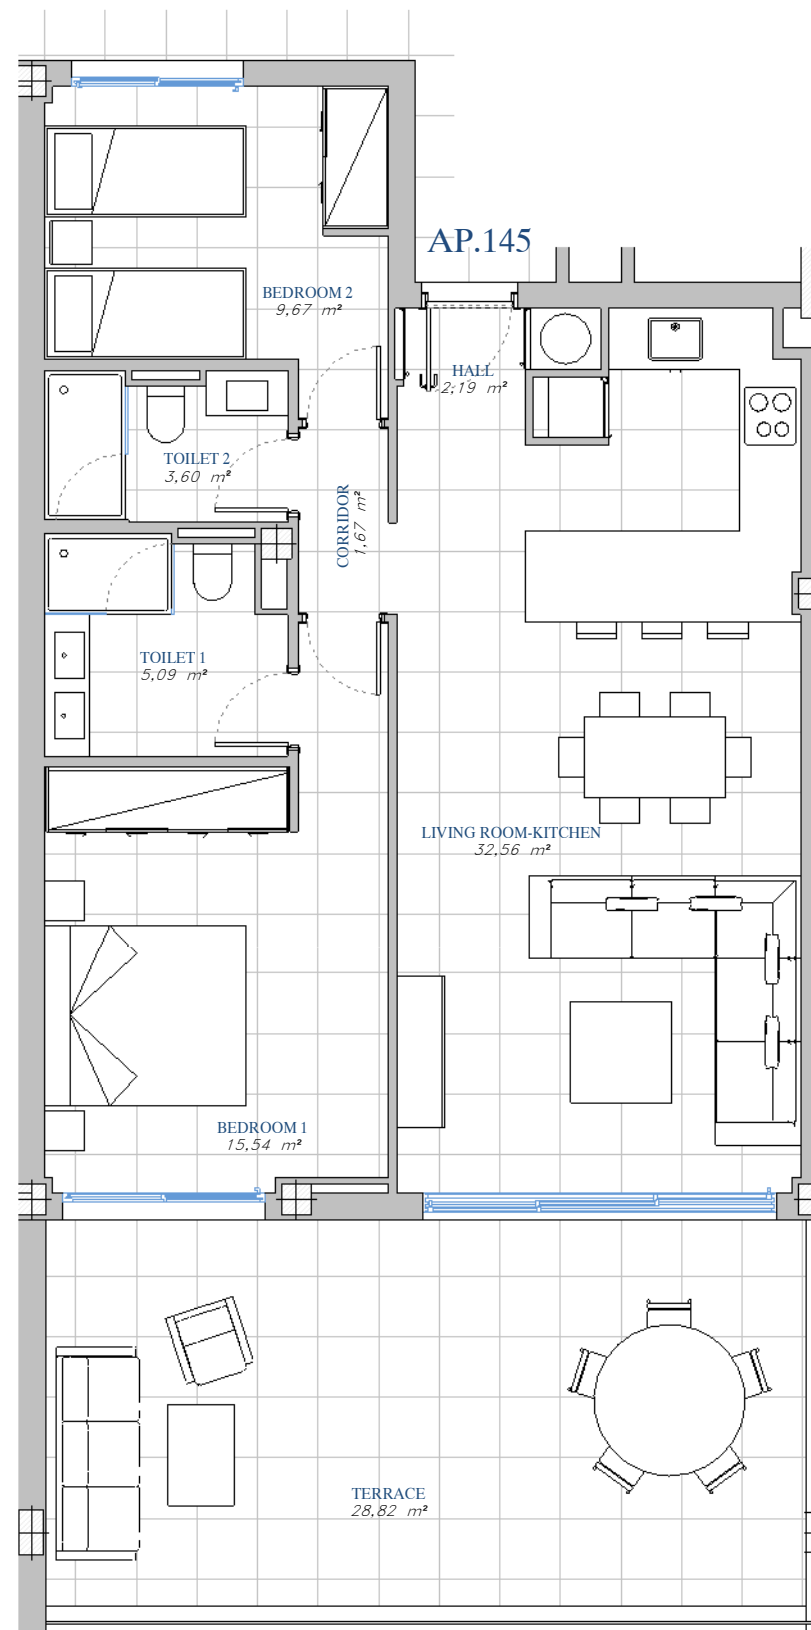 AP.145
BEDROOM 2
9,67 m²
HALL
2,19 m²
TOILET 2
3,60 m²
CORRIDOR
1,67 m²
TOILET 1
5,09 m²
LIVING ROOM-KITCHEN
32,56 m²
BEDROOM 1
15,54 m²
TERRACE
28,82 m²